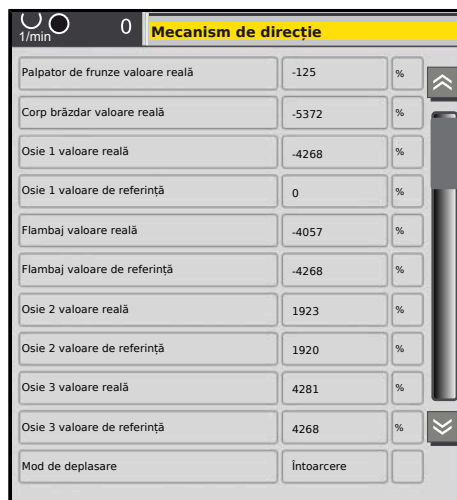 1/min 0 Mecanism de direcție
Palpator de frunze valoare reală -125 %
Corp brăzdar valoare reală -5372 %
Osie 1 valoare reală -4268 %
Osie 1 valoare de referință 0 %
Flambaj valoare reală -4057 %
Flambaj valoare de referință -4268 %
Osie 2 valoare reală 1923 %
Osie 2 valoare de referință 1920 %
Osie 3 valoare reală 4281 %
Osie 3 valoare de referință 4268 %
Mod de deplasare Întoarcere